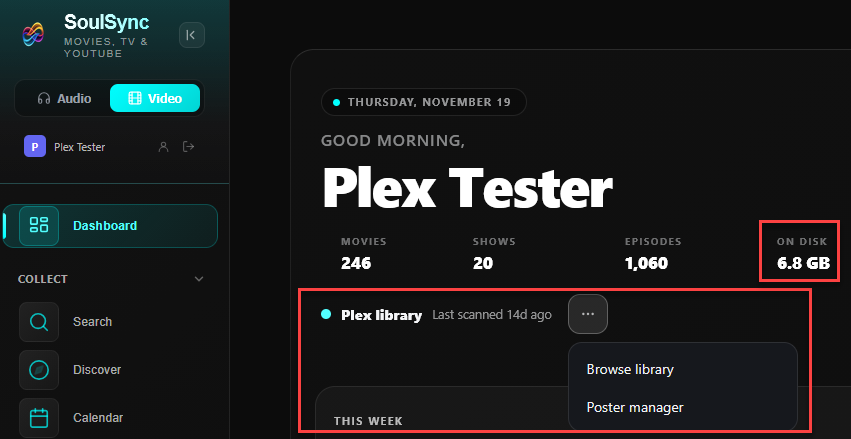 SoulSync
MOVIES, TV &
YOUTUBE
Audio
Video
P
Plex Tester
Dashboard
COLLECT
Search
Discover
Calendar
THURSDAY, NOVEMBER 19
GOOD MORNING,
Plex Tester
MOVIES
246
SHOWS
20
EPISODES
1,060
ON DISK
6.8 GB
Plex library Last scanned 14d ago ...
Browse library
Poster manager
THIS WEEK